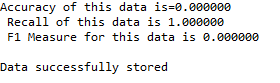 Accuracy of this data is=0.000000
Recall of this data is 1.000000
F1 Measure for this data is 0.000000
Data successfully stored